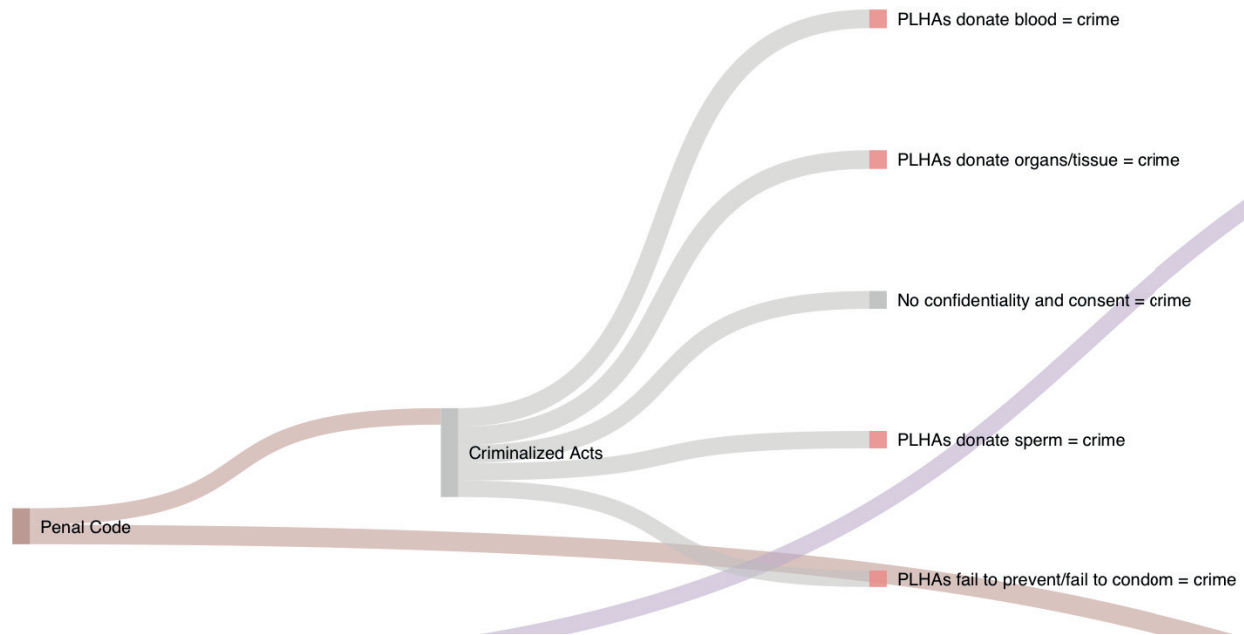 PLHAs donate blood = crime
PLHAs donate organs/tissue = crime
No confidentiality and consent = crime
PLHAs donate sperm = crime
Criminalized Acts
Penal Code
PLHAs fail to prevent/fail to condom = crime